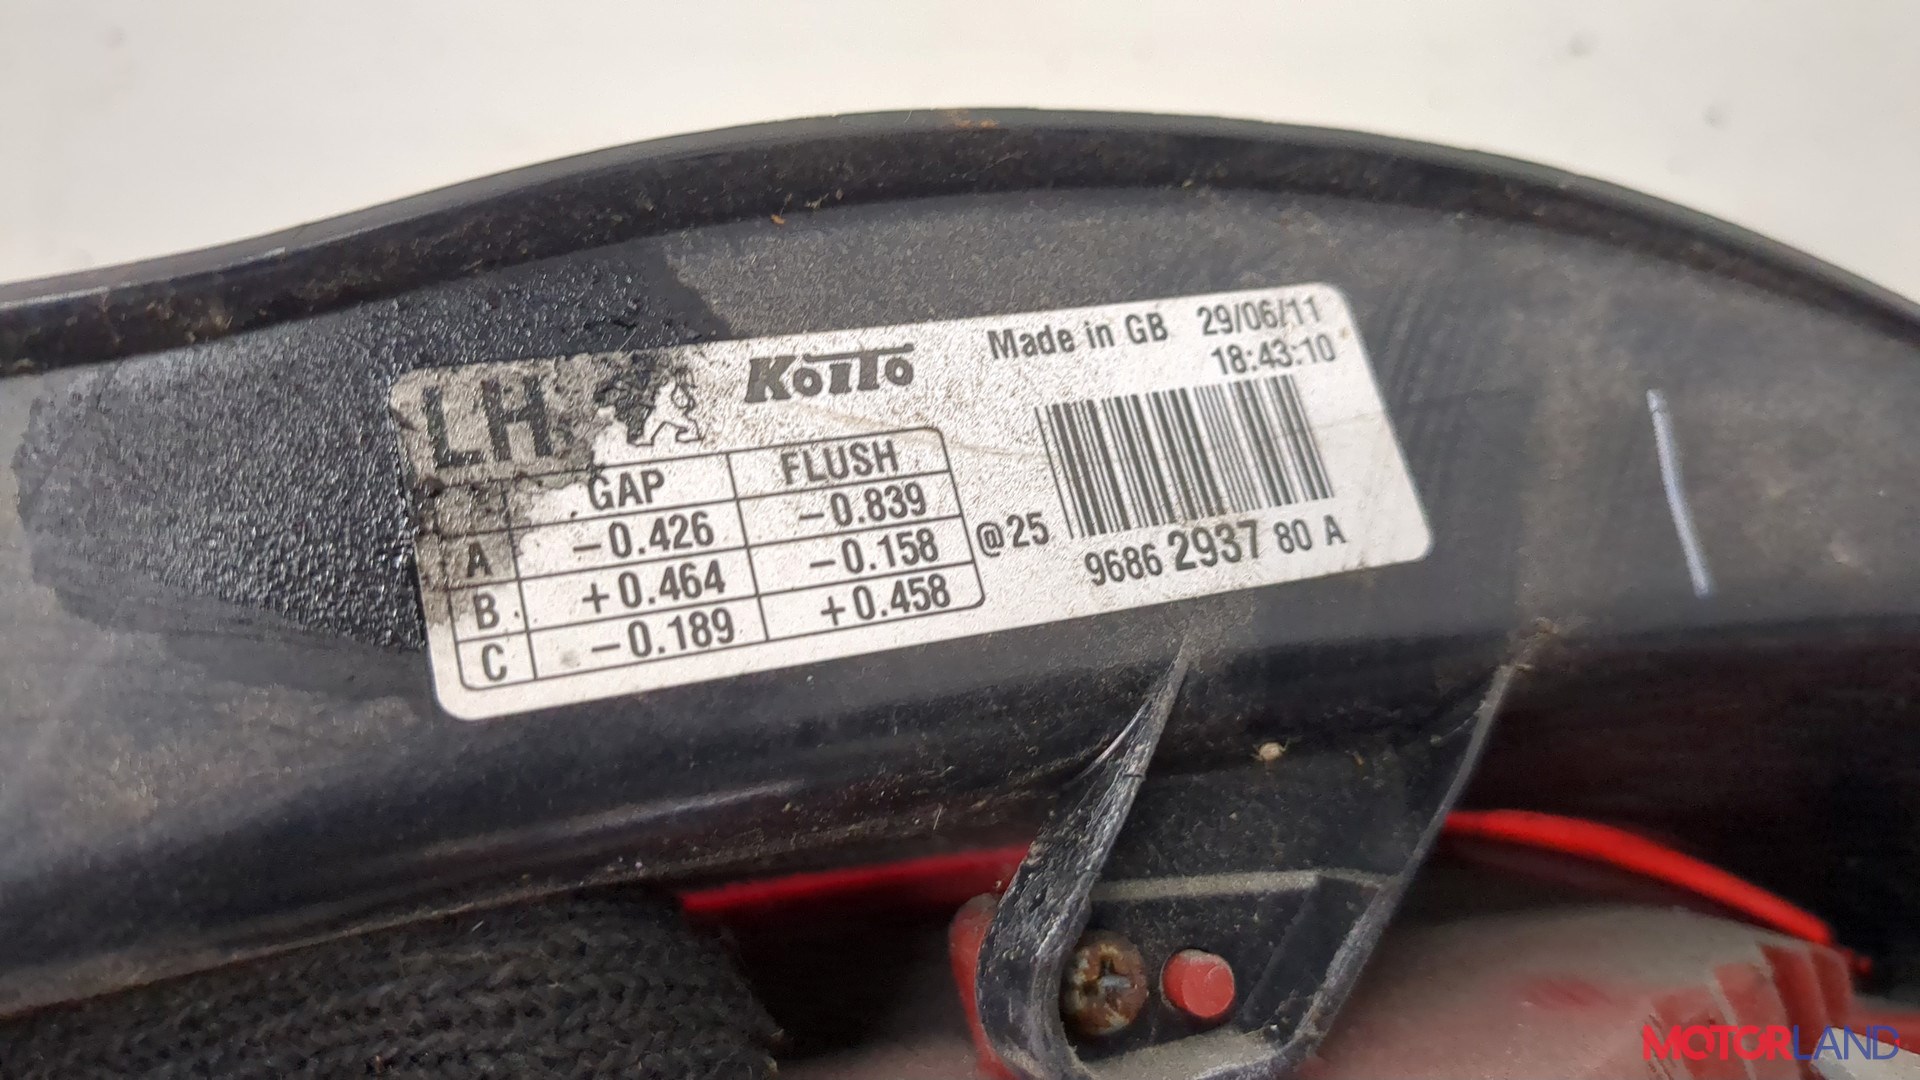 LH KOITO Made in GB 29/06/11
18:43:10
GAP FLUSH
A -0.426 -0.839
B +0.464 -0.158
C -0.189 +0.458
@25
9686 2937 80 A
MOTORLAND